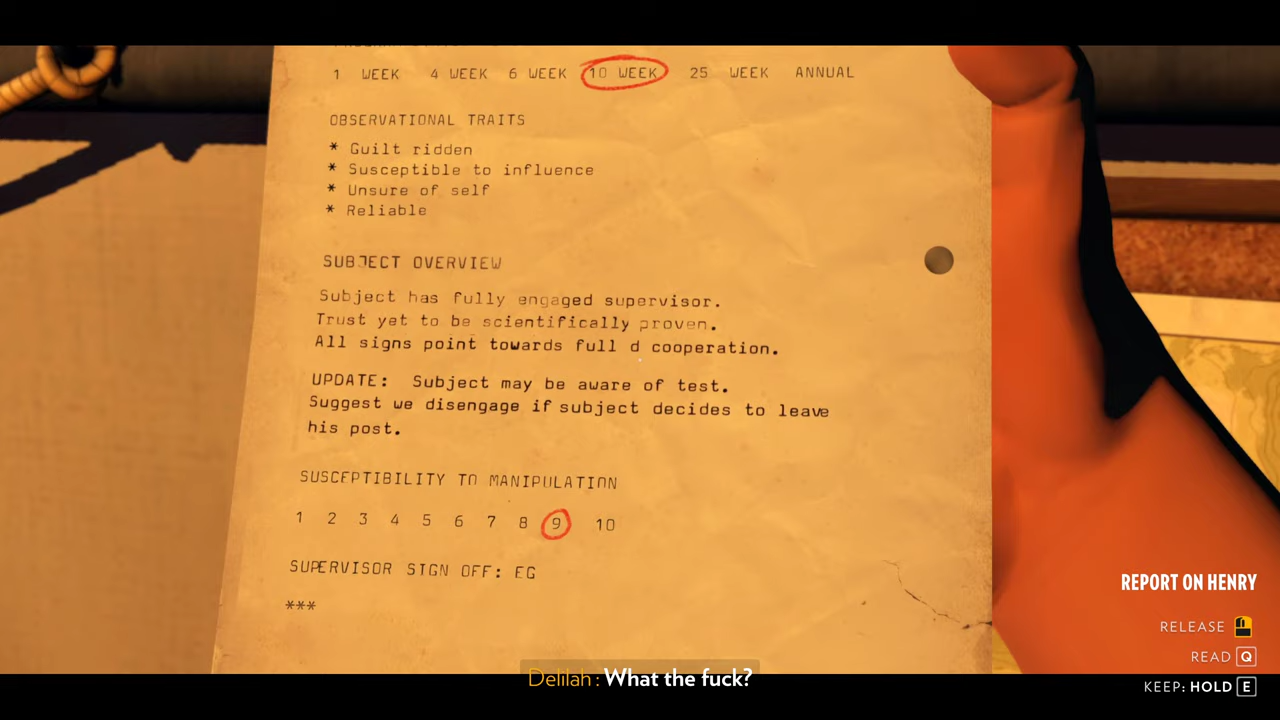 1 WEEK 4 WEEK 6 WEEK 10 WEEK 25 WEEK ANNUAL
OBSERVATIONAL TRAITS
* Guilt ridden
* Susceptible to influence
* Unsure of self
* Reliable
SUBJECT OVERVIEW
Subject has fully engaged supervisor.
Trust yet to be scientifically proven.
All signs point towards full d cooperation.
UPDATE: Subject may be aware of test.
Suggest we disengage if subject decides to leave
his post.
SUSCEPTIBILITY TO MANIPULATION
1 2 3 4 5 6 7 8 9 10
SUPERVISOR SIGN OFF: EG
***
REPORT ON HENRY
RELEASE
READ Q
KEEP: HOLD E
Delilah : What the fuck?